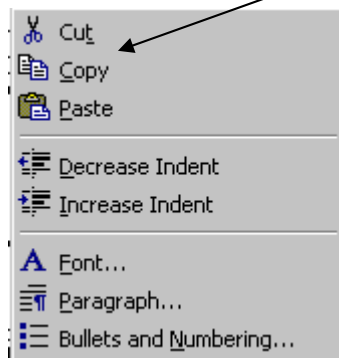 Cut
Copy
Paste
Decrease Indent
Increase Indent
Font...
Paragraph...
Bullets and Numbering...